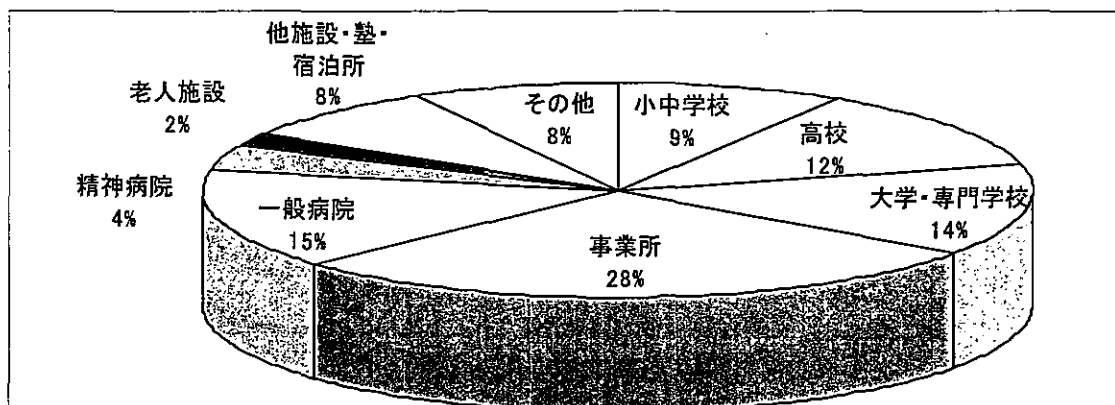 他施設・塾・
宿泊所
8%
老人施設
2%
精神病院
4%
一般病院
15%
その他
8%
小中学校
9%
高校
12%
大学・専門学校
14%
事業所
28%